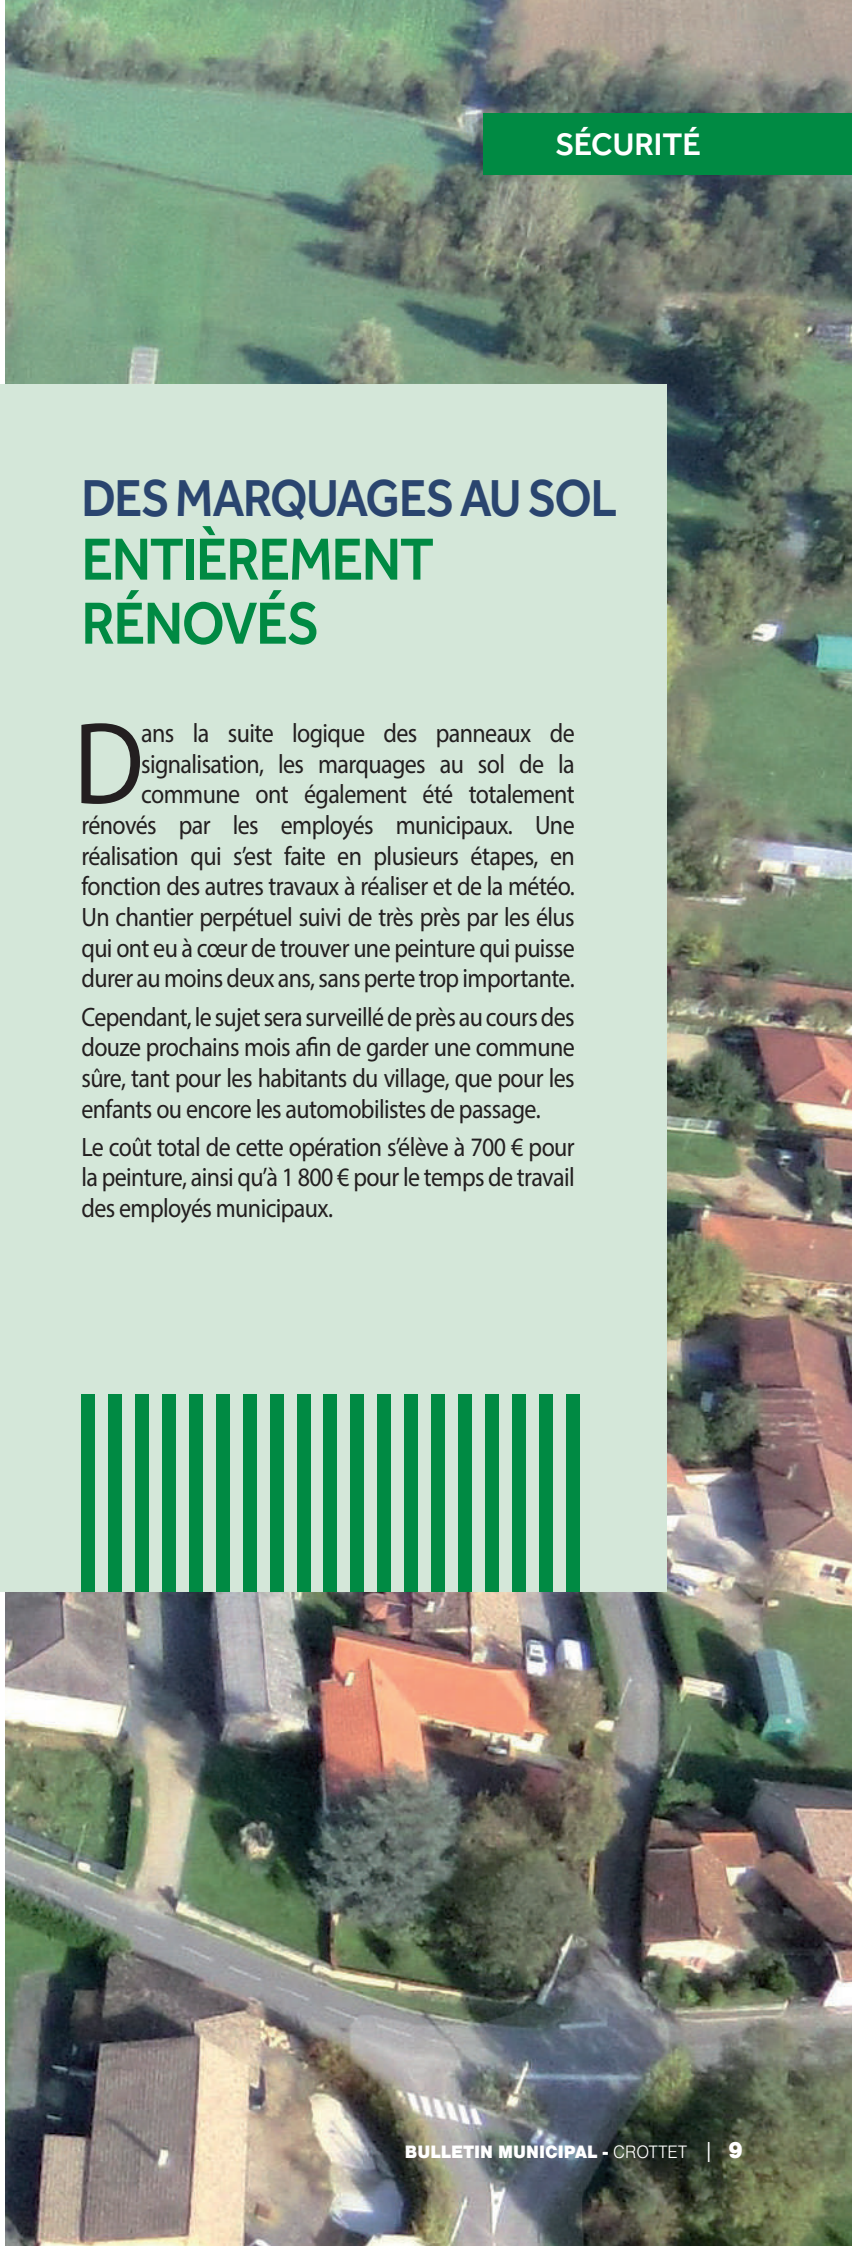 SÉCURITÉ
DES MARQUAGES AU SOL
ENTIÈREMENT
RÉNOVÉS
Dans la suite logique des panneaux de
signalisation, les marquages au sol de la
commune ont également été totalement
rénovés par les employés municipaux. Une
réalisation qui s’est faite en plusieurs étapes, en
fonction des autres travaux à réaliser et de la météo.
Un chantier perpétuel suivi de très près par les élus
qui ont eu à cœur de trouver une peinture qui puisse
durer au moins deux ans, sans perte trop importante.
Cependant, le sujet sera surveillé de près au cours des
douze prochains mois afin de garder une commune
sûre, tant pour les habitants du village, que pour les
enfants ou encore les automobilistes de passage.
Le coût total de cette opération s’élève à 700 € pour
la peinture, ainsi qu’à 1 800 € pour le temps de travail
des employés municipaux.
BULLETIN MUNICIPAL - CROTTET | 9